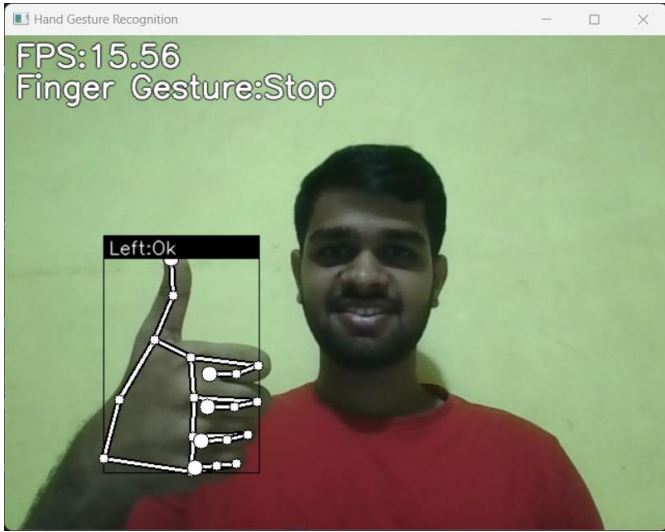 Hand Gesture Recognition
FPS:15.56
Finger Gesture:Stop
Left:Ok